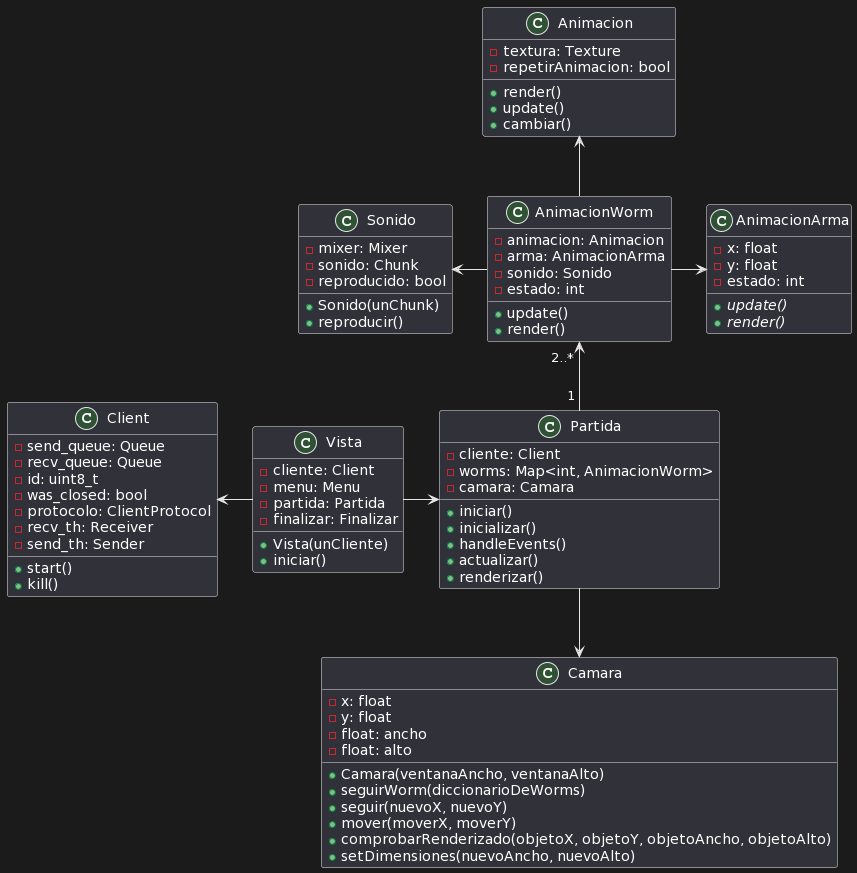 C Animacion
textura: Texture
repetirAnimacion: bool
render()
update()
cambiar()
C Sonido
mixer: Mixer
sonido: Chunk
reproducido: bool
Sonido(unChunk)
reproducir()
C AnimacionWorm
animacion: Animacion
arma: AnimacionArma
sonido: Sonido
estado: int
update()
render()
C AnimacionArma
x: float
y: float
estado: int
update()
render()
2..*
1
C Client
send_queue: Queue
recv_queue: Queue
id: uint8_t
was_closed: bool
protocolo: ClientProtocol
recv_th: Receiver
send_th: Sender
start()
kill()
C Vista
cliente: Client
menu: Menu
partida: Partida
finalizar: Finalizar
Vista(unCliente)
iniciar()
C Partida
cliente: Client
worms: Map<int, AnimacionWorm>
camara: Camara
iniciar()
inicializar()
handleEvents()
actualizar()
renderizar()
C Camara
x: float
y: float
float: ancho
float: alto
Camara(ventanaAncho, ventanaAlto)
seguirWorm(diccionarioDeWorms)
seguir(nuevoX, nuevoY)
mover(moverX, moverY)
comprobarRenderizado(objetoX, objetoY, objetoAncho, objetoAlto)
setDimensiones(nuevoAncho, nuevoAlto)